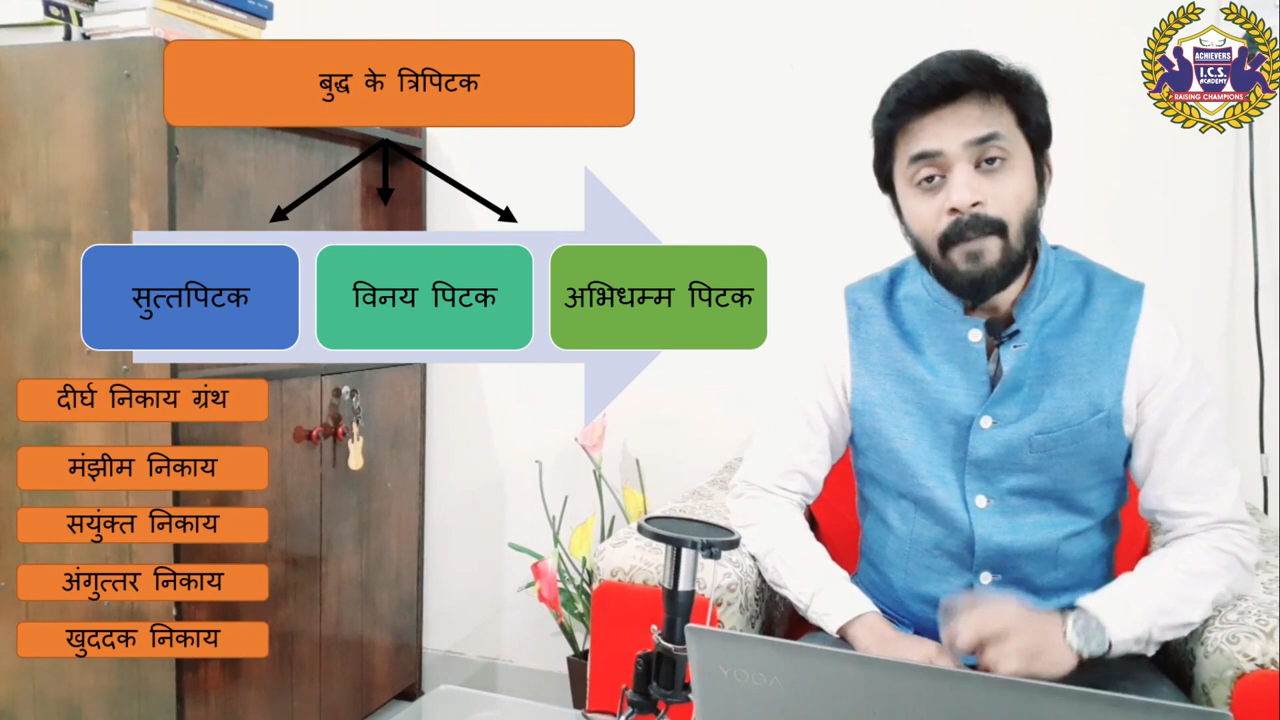 बुद्ध के त्रिपिटक
सुत्तपिटक
विनय पिटक
अभिधम्म पिटक
दीर्घ निकाय ग्रंथ
मंझीम निकाय
सयुंक्त निकाय
अंगुत्तर निकाय
खुददक निकाय
ACHIEVERS
I.C.S.
ACADEMY
RAISING CHAMPIONS
YOGA